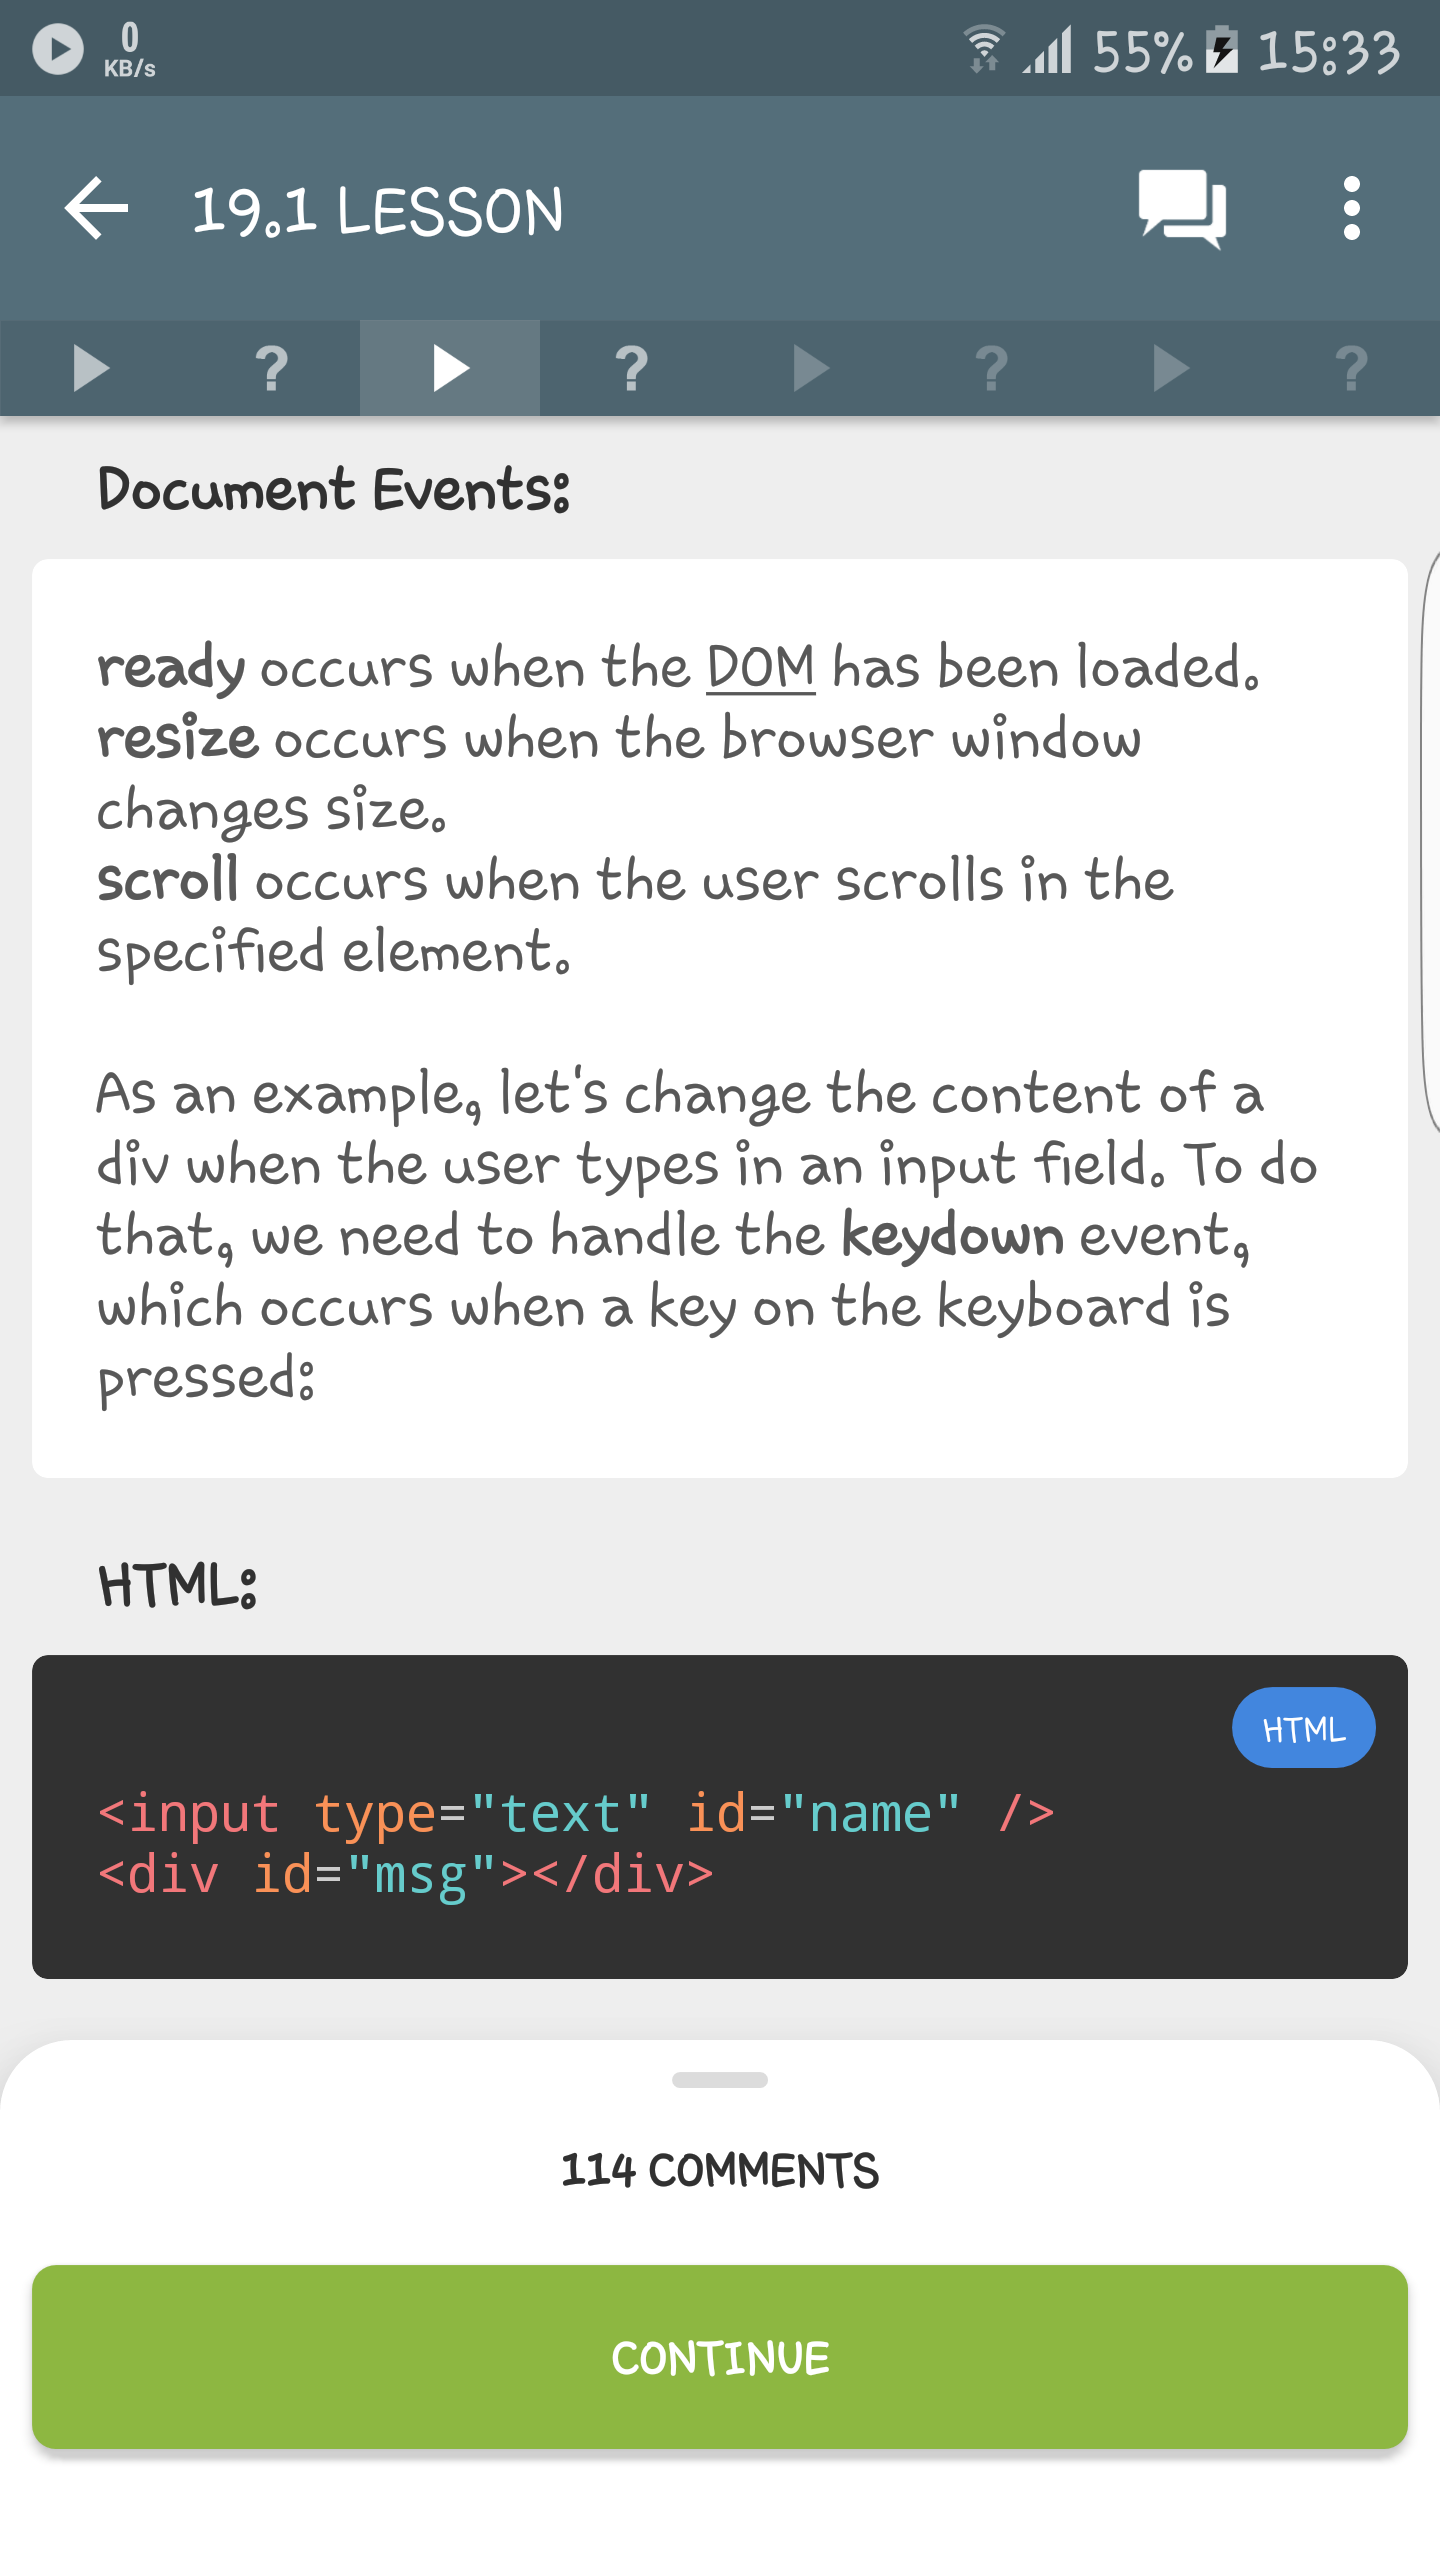 0
KB/s
55% 15:33
19.1 LESSON
? ? ? ?
Document Events:
ready occurs when the DOM has been loaded.
resize occurs when the browser window
changes size.
scroll occurs when the user scrolls in the
specified element.
As an example, let's change the content of a
div when the user types in an input field. To do
that, we need to handle the keydown event,
which occurs when a key on the keyboard is
pressed:
HTML:
HTML
<input type="text" id="name" />
<div id="msg"></div>
114 COMMENTS
CONTINUE